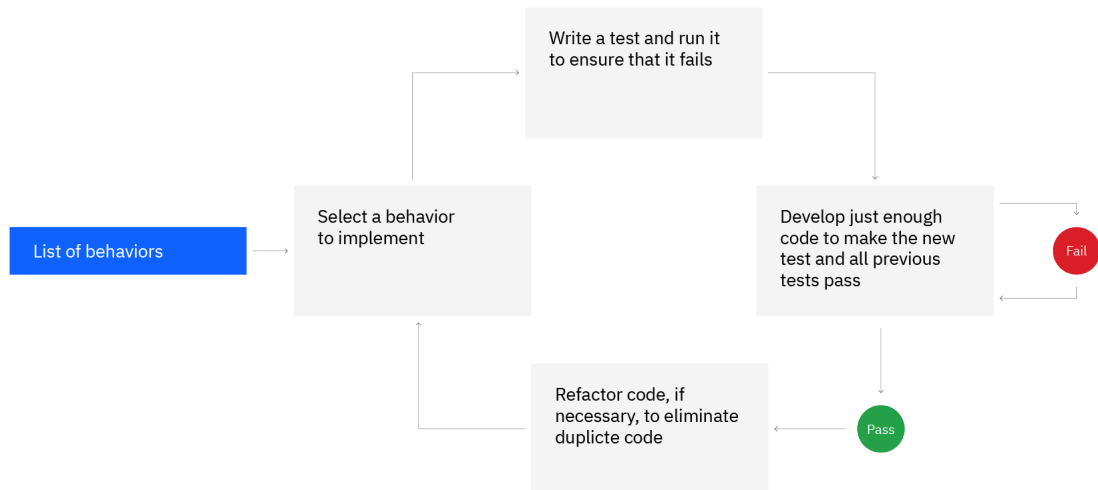 Write a test and run it
to ensure that it fails
List of behaviors
Select a behavior
to implement
Develop just enough
code to make the new
test and all previous
tests pass
Fail
Refactor code, if
necessary, to eliminate
duplicte code
Pass